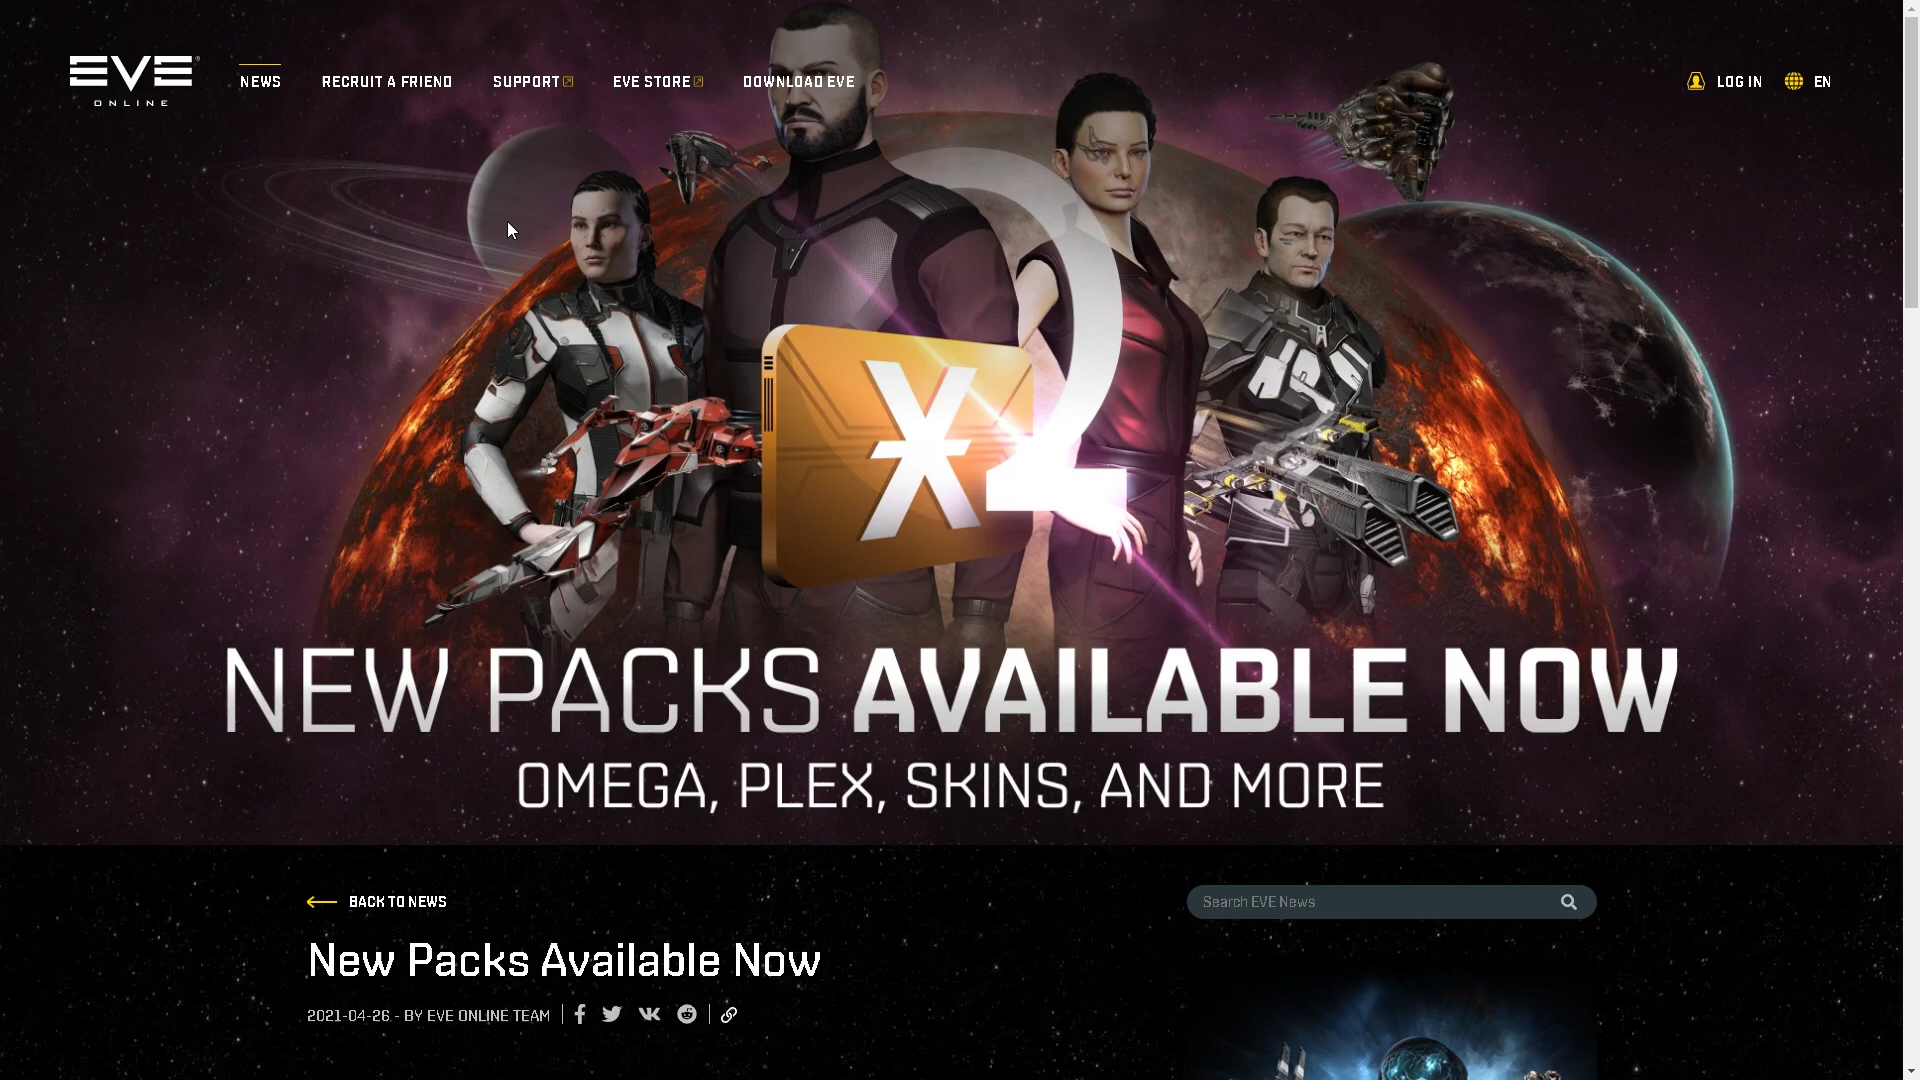 EVE
ONLINE
NEWS
RECRUIT A FRIEND
SUPPORT
EVE STORE
DOWNLOAD EVE
LOG IN
EN
X2
NEW PACKS AVAILABLE NOW
OMEGA, PLEX, SKINS, AND MORE
BACK TO NEWS
Search EVE News
New Packs Available Now
2021-04-26 - BY EVE ONLINE TEAM